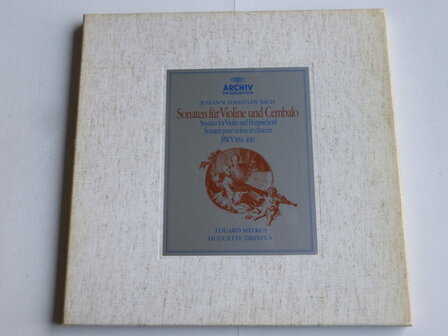 ARCHIV
PRODUKTION
JOHANN SEBASTIAN BACH
Sonaten für Violine und Cembalo
Sonatas for Violin and Harpsichord
Sonates pour violon et clavecin
BWV 1014-1019
EDUARD MELKUS
HUGUETTE DREYFUS